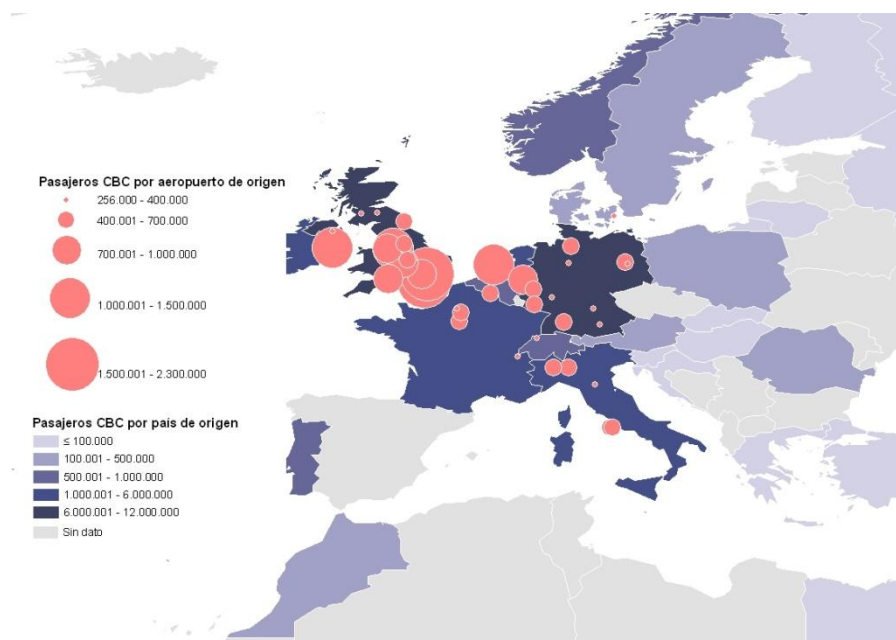 Pasajeros CBC por aeropuerto de origen
256.000 - 400.000
400.001 - 700.000
700.001 - 1.000.000
1.000.001 - 1.500.000
1.500.001 - 2.300.000
Pasajeros CBC por país de origen
≤ 100.000
100.001 - 500.000
500.001 - 1.000.000
1.000.001 - 6.000.000
6.000.001 - 12.000.000
Sin dato